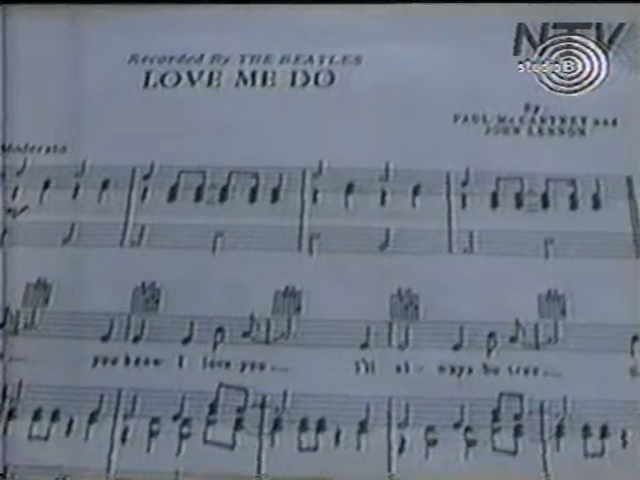 NTV
studio B
Recorded By THE BEATLES
LOVE ME DO
By
PAUL McCARTNEY and
JOHN LENNON
Moderato
you know I love you....
I'll al - ways be true....